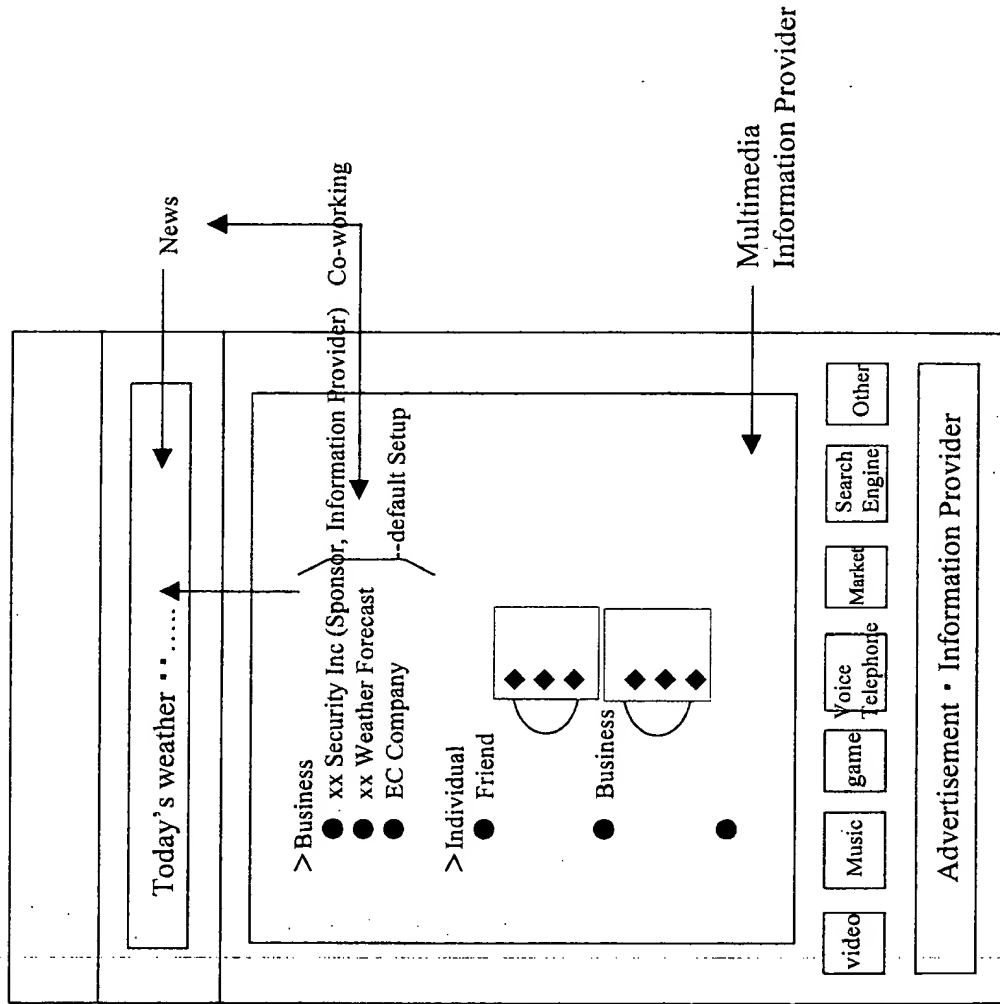 News
Today's weather ▪▪.....
Co-working
>Business
● xx Security Inc (Sponsor, Information Provider)
● xx Weather Forecast
● EC Company
--default Setup
>Individual
● Friend
◆ ◆ ◆
● Business
◆ ◆ ◆
●
Multimedia
Information Provider
video
Music
game
Voice
Telephone
Market
Search
Engine
Other
Advertisement ▪ Information Provider